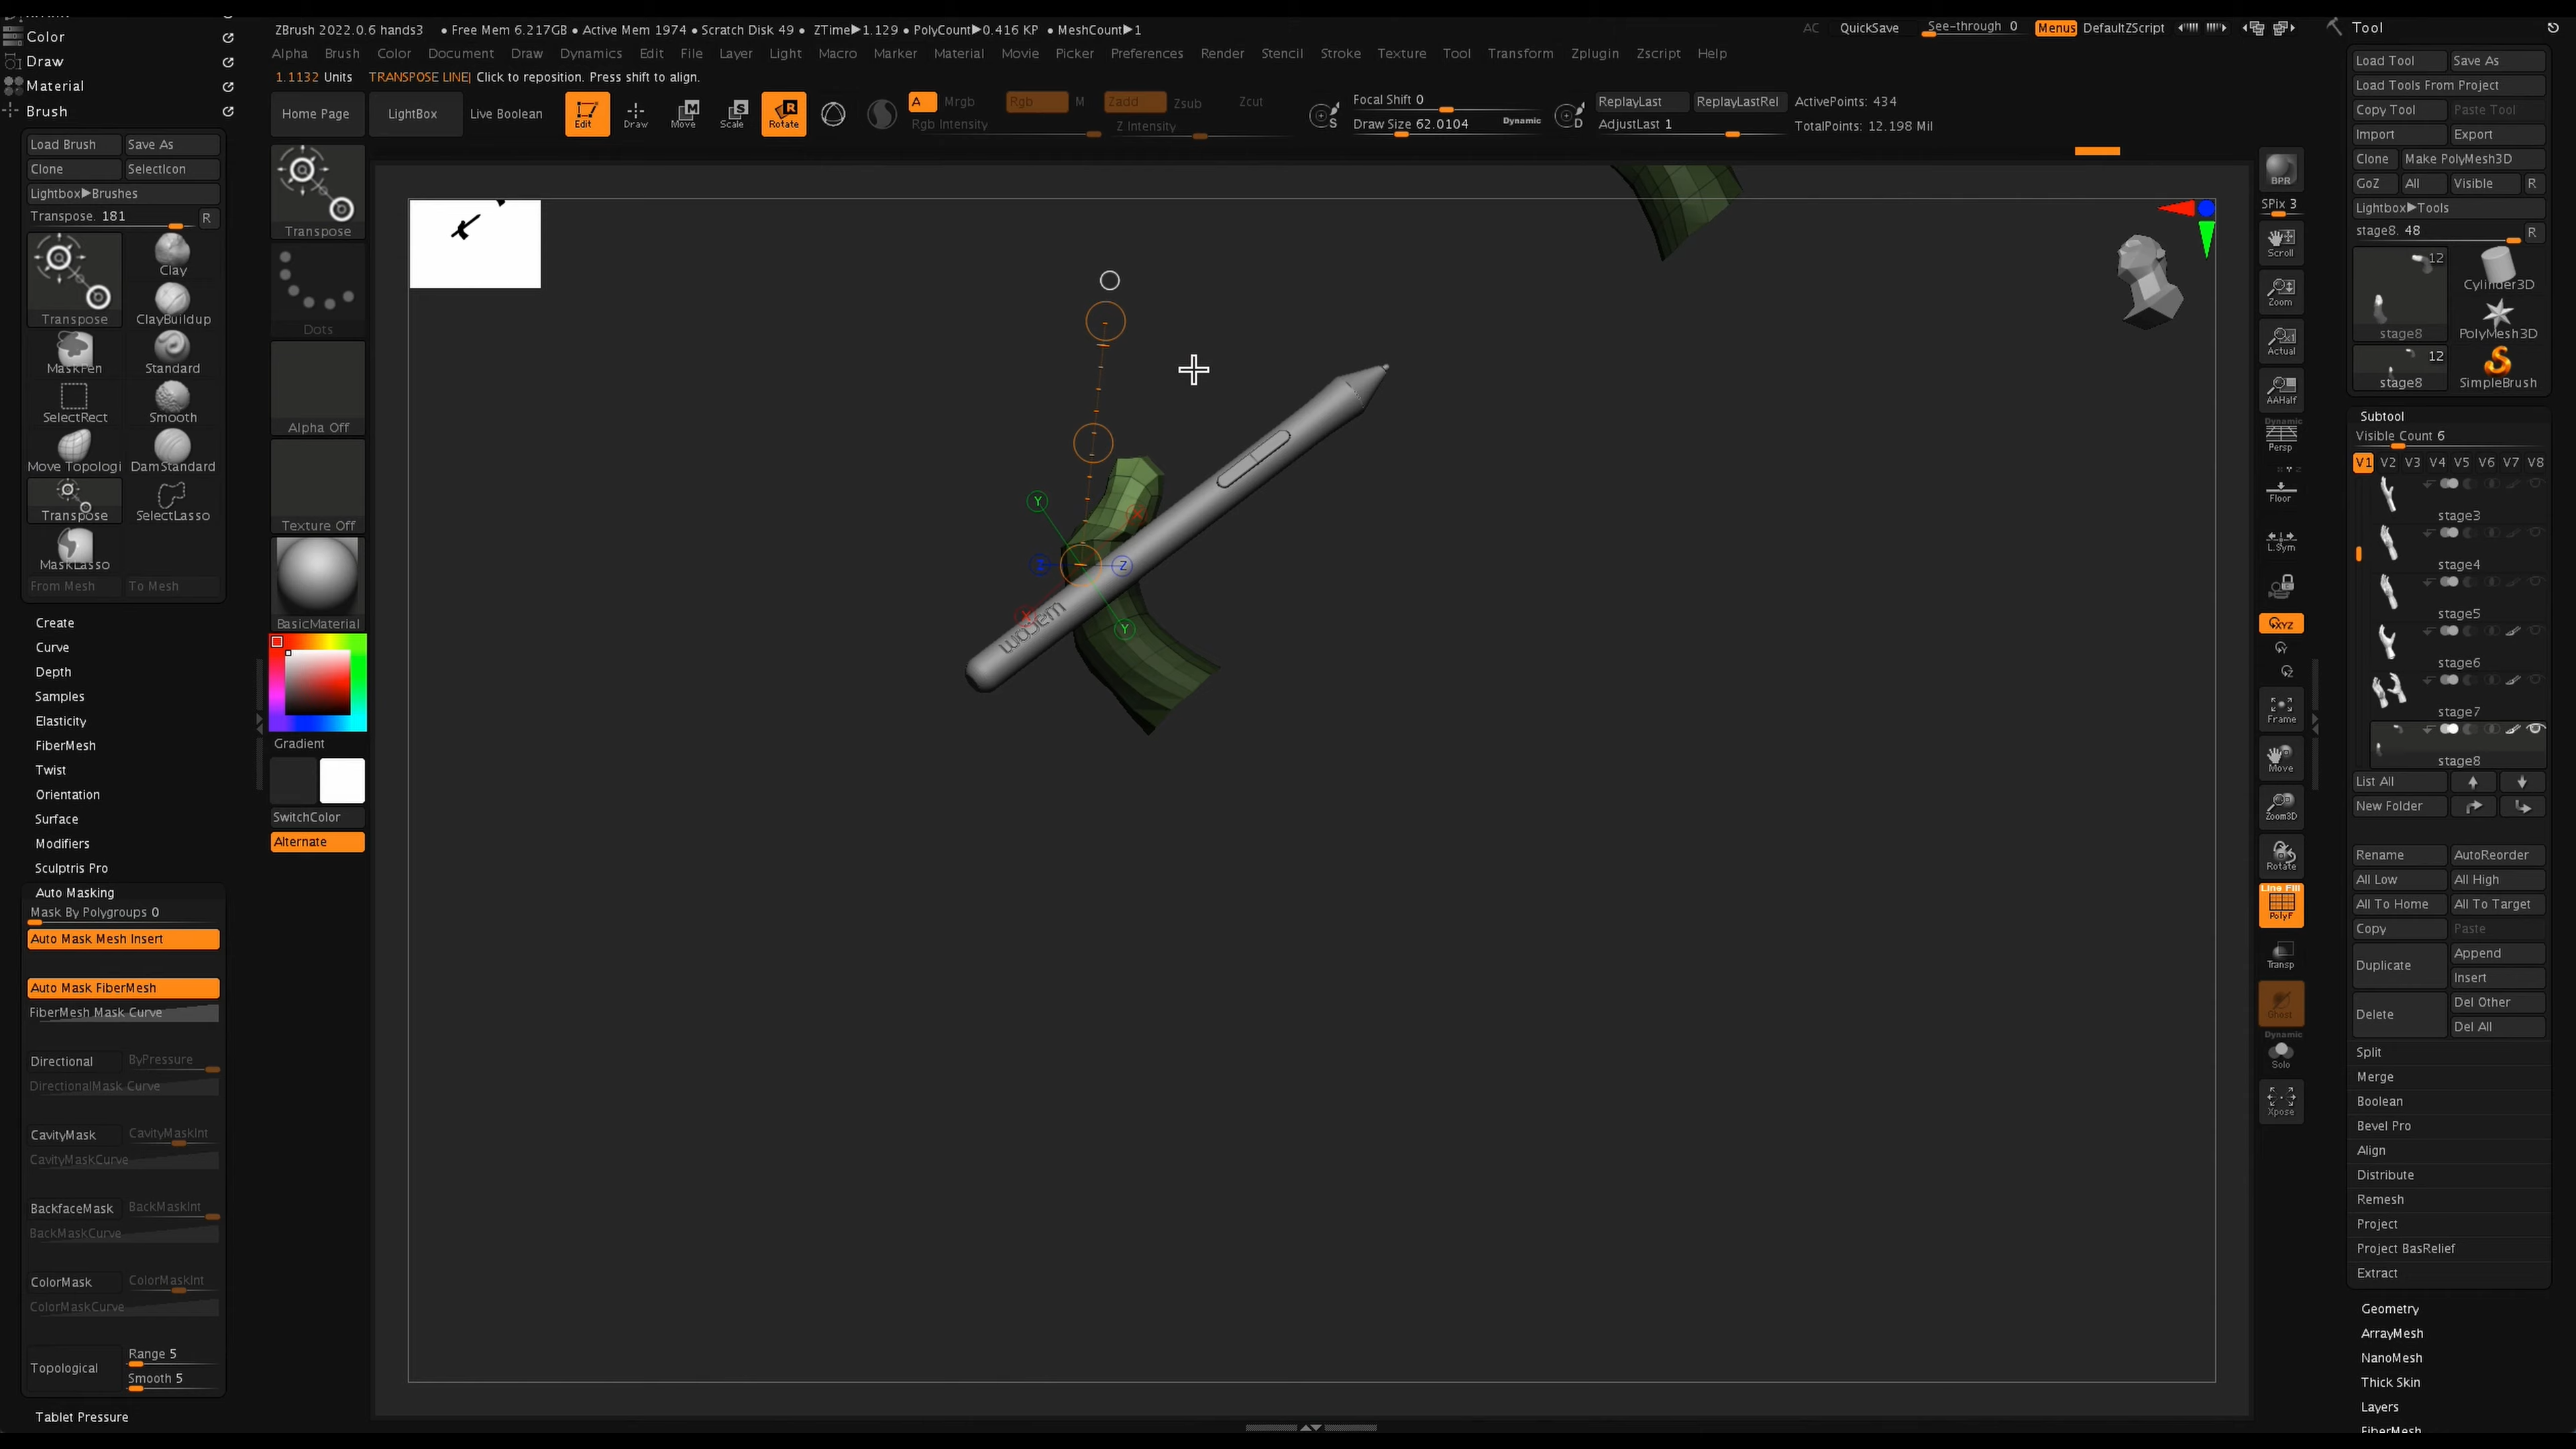 Color
Draw
Material
Brush
Load Brush Save As
Clone SelectIcon
Lightbox▶Brushes
Transpose. 181 R
Transpose Clay
ClayBuildup
MaskPen Standard
SelectRect Smooth
Move Topologi DamStandard
Transpose SelectLasso
MaskLasso
From Mesh To Mesh
Create
Curve
Depth
Samples
Elasticity
FiberMesh
Twist
Orientation
Surface
Modifiers
Sculptris Pro
Auto Masking
Mask By Polygroups 0
Auto Mask Mesh Insert
Auto Mask FiberMesh
FiberMesh Mask Curve
Directional ByPressure
DirectionalMask Curve
CavityMask CavityMaskInt
CavityMaskCurve
BackfaceMask BackMaskInt
BackMaskCurve
ColorMask ColorMaskInt
ColorMaskCurve
Topological Range 5
Smooth 5
Tablet Pressure
ZBrush 2022.0.6 hands3 • Free Mem 6.217GB • Active Mem 1974 • Scratch Disk 49 • ZTime▶1.129 • PolyCount▶0.416 KP • MeshCount▶1
AC QuickSave See-through 0 Menus DefaultZScript
Alpha Brush Color Document Draw Dynamics Edit File Layer Light Macro Marker Material Movie Picker Preferences Render Stencil Stroke Texture Tool Transform Zplugin Zscript Help
1.1132 Units TRANSPOSE LINE| Click to reposition. Press shift to align.
Home Page LightBox Live Boolean Edit Draw Move Scale Rotate
A Mrgb Rgb M Zadd Zsub Zcut
Rgb Intensity Z Intensity
Focal Shift 0
Draw Size 62.0104 Dynamic
ReplayLast ReplayLastRel ActivePoints: 434
AdjustLast 1 TotalPoints: 12.198 Mil
Transpose
Dots
Alpha Off
Texture Off
BasicMaterial
Gradient
SwitchColor
Alternate
Y
X
Z Z
X
Y
wacom
BPR
SPix 3
Scroll
Zoom
Actual
AAHalf
Dynamic
Persp
Floor
L.Sym
XYZ
Y
Z
Frame
Move
Zoom3D
Rotate
Line Fill
PolyF
Transp
Ghost
Dynamic
Solo
Xpose
Tool
Load Tool Save As
Load Tools From Project
Copy Tool Paste Tool
Import Export
Clone Make PolyMesh3D
GoZ All Visible R
Lightbox▶Tools
stage8. 48 R
12
Cylinder3D
stage8 PolyMesh3D
12
stage8 SimpleBrush
Subtool
Visible Count 6
V1 V2 V3 V4 V5 V6 V7 V8
stage3
stage4
stage5
stage6
stage7
stage8
List All
New Folder
Rename AutoReorder
All Low All High
All To Home All To Target
Copy Paste
Duplicate Append
Insert
Delete Del Other
Del All
Split
Merge
Boolean
Bevel Pro
Align
Distribute
Remesh
Project
Project BasRelief
Extract
Geometry
ArrayMesh
NanoMesh
Thick Skin
Layers
FiberMesh